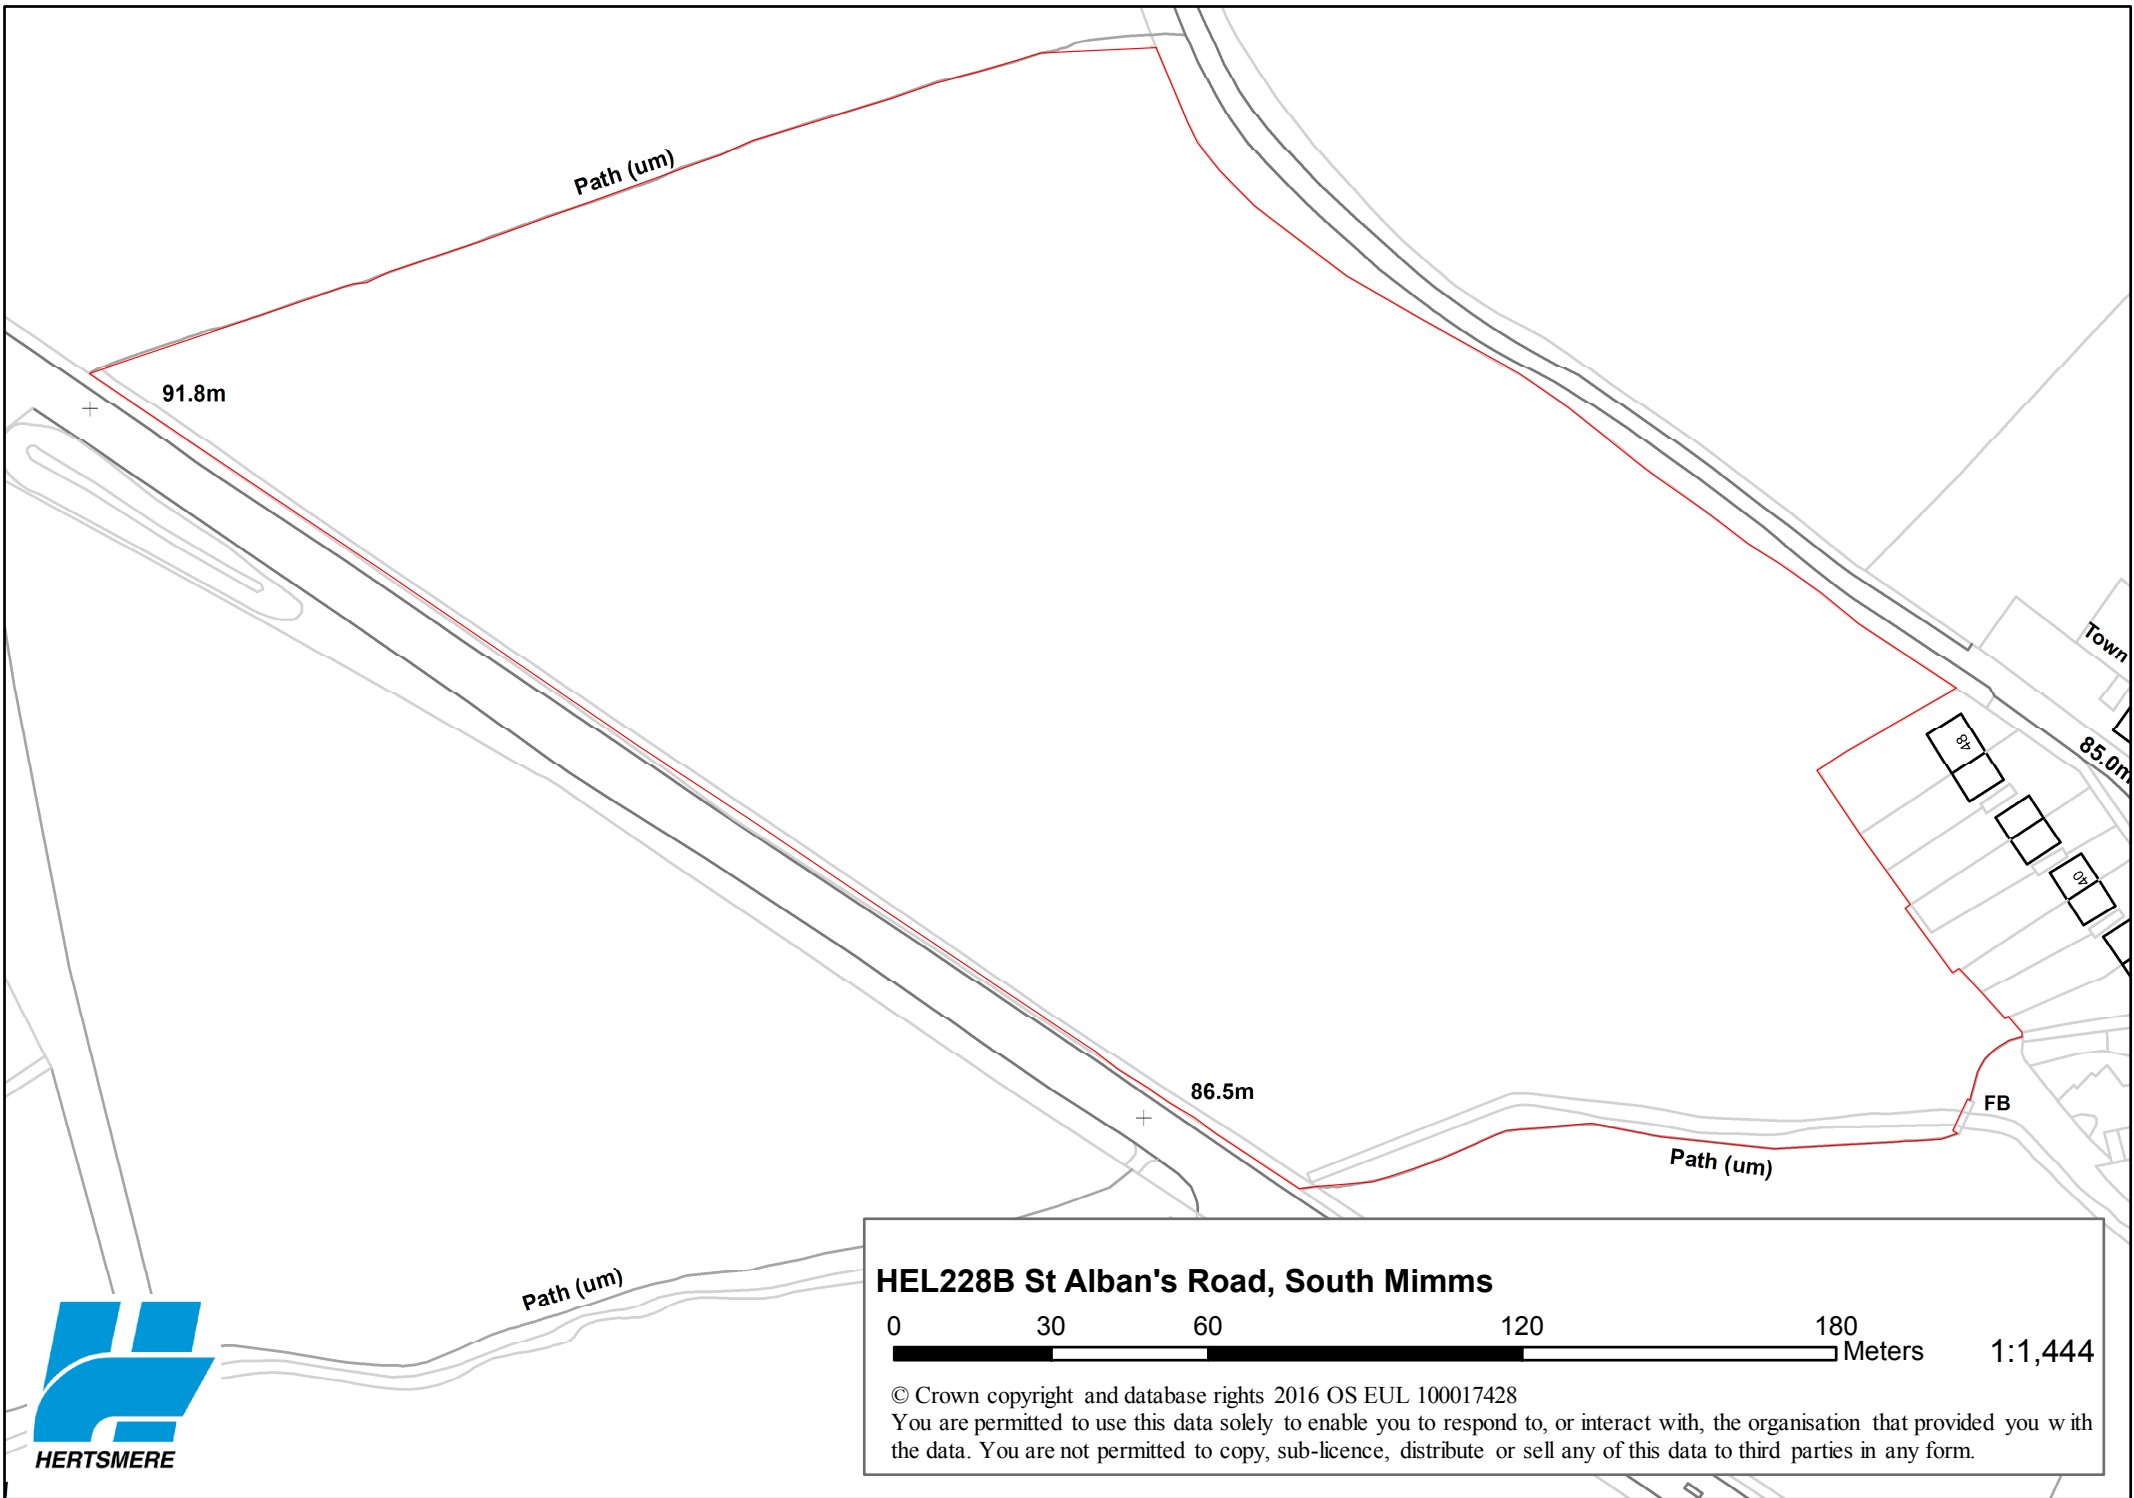 Path (um)
91.8m
Town
48
85.0m
40
86.5m
FB
Path (um)
Path (um)
HEL228B St Alban's Road, South Mimms
0 30 60 120 180
Meters 1:1,444
© Crown copyright and database rights 2016 OS EUL 100017428
You are permitted to use this data solely to enable you to respond to, or interact with, the organisation that provided you with
the data. You are not permitted to copy, sub-licence, distribute or sell any of this data to third parties in any form.
HERTSMERE